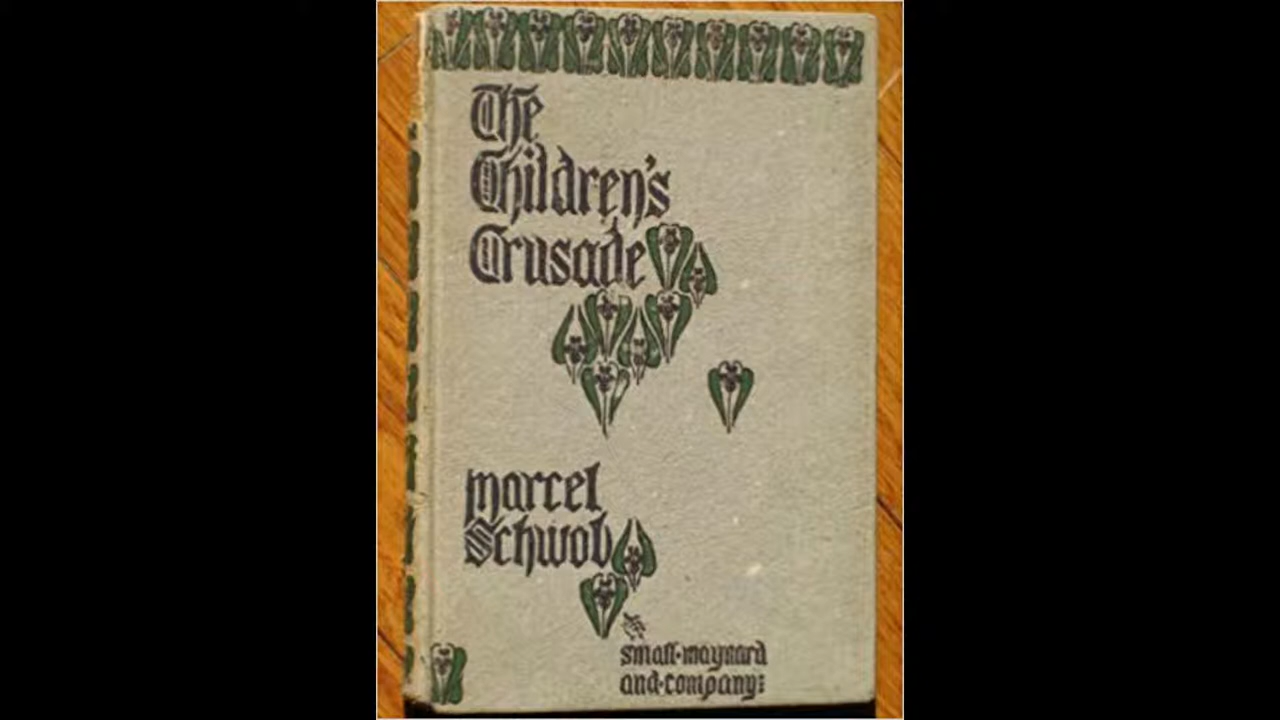 The
Children's
Crusade
Marcel
Schwob
small·maynard
and·company: